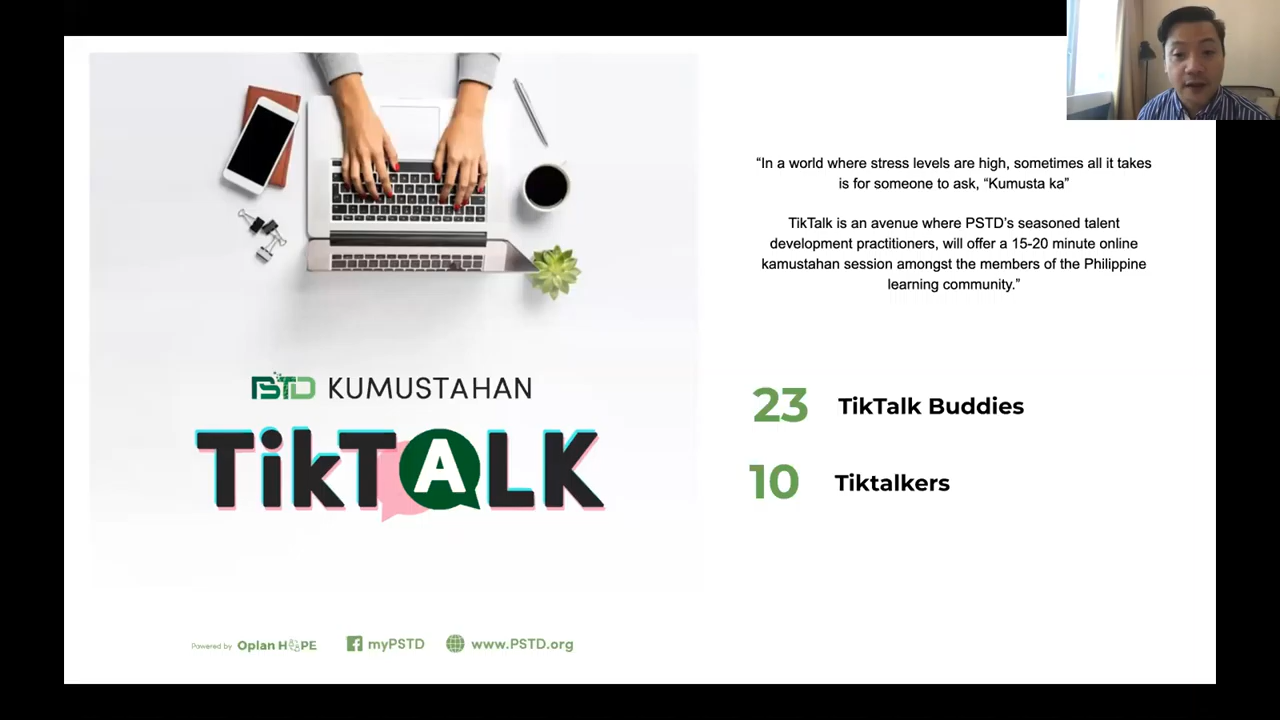 “In a world where stress levels are high, sometimes all it takes
is for someone to ask, “Kumusta ka”
TikTalk is an avenue where PSTD’s seasoned talent
development practitioners, will offer a 15-20 minute online
kamustahan session amongst the members of the Philippine
learning community.”
PSTD KUMUSTAHAN
TikTALK
23 TikTalk Buddies
10 Tiktalkers
Powered by Oplan HOPE myPSTD www.PSTD.org